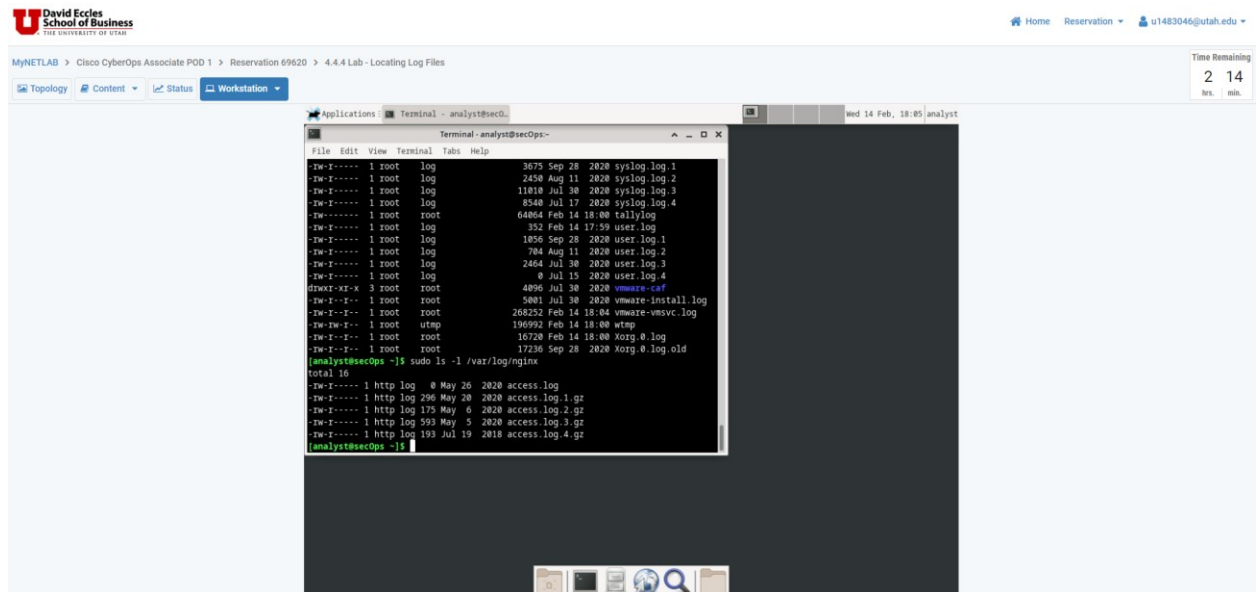 David Eccles
School of Business
THE UNIVERSITY OF UTAH
Home Reservation u1483046@utah.edu
MyNETLAB > Cisco CyberOps Associate POD 1 > Reservation 69620 > 4.4.4 Lab - Locating Log Files
Time Remaining
2 14
hrs. min.
Topology Content Status Workstation
Applications Terminal - analyst@secO...
Wed 14 Feb, 18:05 analyst
Terminal - analyst@secOps:~
File Edit View Terminal Tabs Help
-rw-r----- 1 root log 3675 Sep 28 2020 syslog.log.1
-rw-r----- 1 root log 2450 Aug 11 2020 syslog.log.2
-rw-r----- 1 root log 11010 Jul 30 2020 syslog.log.3
-rw-r----- 1 root log 8540 Jul 17 2020 syslog.log.4
-rw------- 1 root root 64064 Feb 14 18:00 tallylog
-rw-r----- 1 root log 352 Feb 14 17:59 user.log
-rw-r----- 1 root log 1056 Sep 28 2020 user.log.1
-rw-r----- 1 root log 704 Aug 11 2020 user.log.2
-rw-r----- 1 root log 2464 Jul 30 2020 user.log.3
-rw-r----- 1 root log 0 Jul 15 2020 user.log.4
drwxr-xr-x 3 root root 4096 Jul 30 2020 vmware-caf
-rw-r--r-- 1 root root 5001 Jul 30 2020 vmware-install.log
-rw-r--r-- 1 root root 268252 Feb 14 18:04 vmware-vmsvc.log
-rw-rw-r-- 1 root utmp 196992 Feb 14 18:00 wtmp
-rw-r--r-- 1 root root 16720 Feb 14 18:00 Xorg.0.log
-rw-r--r-- 1 root root 17236 Sep 28 2020 Xorg.0.log.old
[analyst@secOps ~]$ sudo ls -l /var/log/nginx
total 16
-rw-r----- 1 http log 0 May 26 2020 access.log
-rw-r----- 1 http log 296 May 20 2020 access.log.1.gz
-rw-r----- 1 http log 175 May 6 2020 access.log.2.gz
-rw-r----- 1 http log 593 May 5 2020 access.log.3.gz
-rw-r----- 1 http log 193 Jul 19 2018 access.log.4.gz
[analyst@secOps ~]$